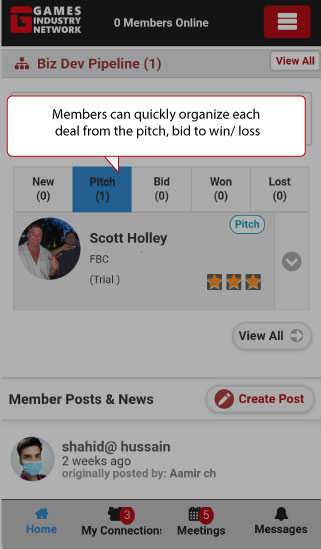 GAMES
INDUSTRY
NETWORK
0 Members Online
Biz Dev Pipeline (1)
View All
Members can quickly organize each
deal from the pitch, bid to win/ loss
New
(0)
Pitch
(1)
Bid
(0)
Won
(0)
Lost
(0)
Pitch
Scott Holley
FBC
(Trial )
View All
Member Posts & News
Create Post
shahid@ hussain
2 weeks ago
originally posted by: Aamir ch
3
5
Home
My Connections
Meetings
Messages